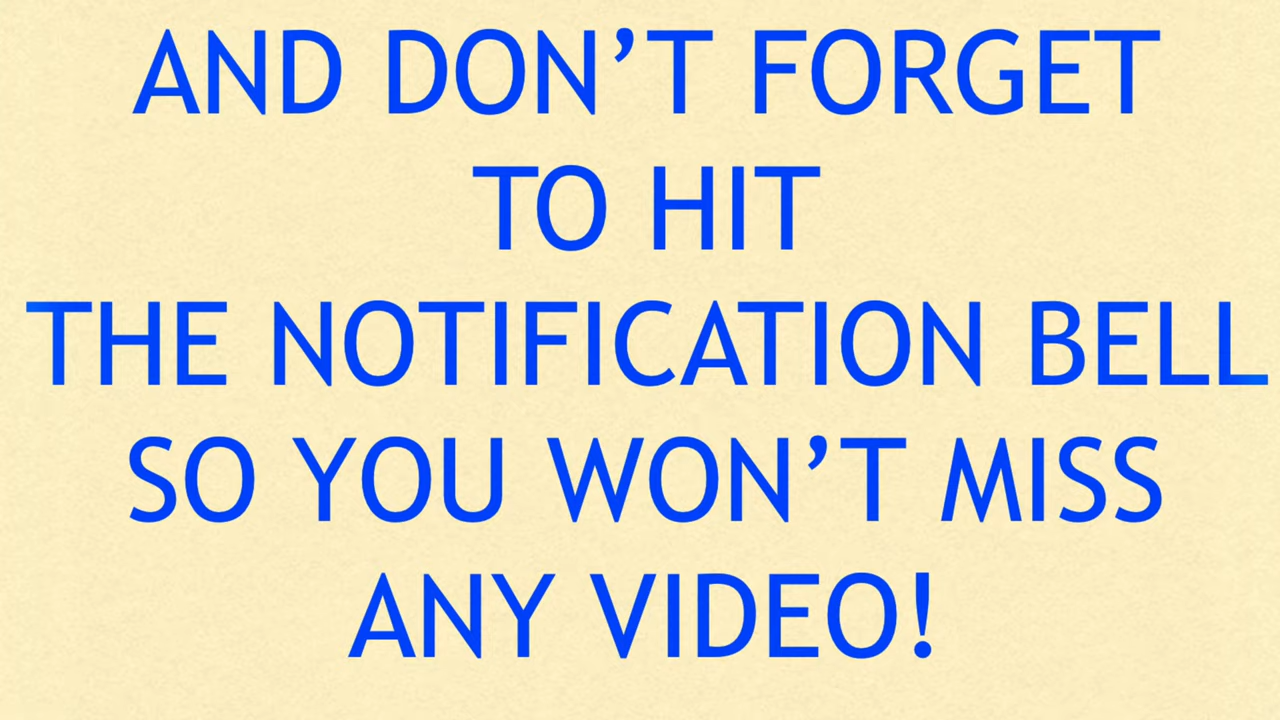 AND DON’T FORGET
TO HIT
THE NOTIFICATION BELL
SO YOU WON’T MISS
ANY VIDEO!